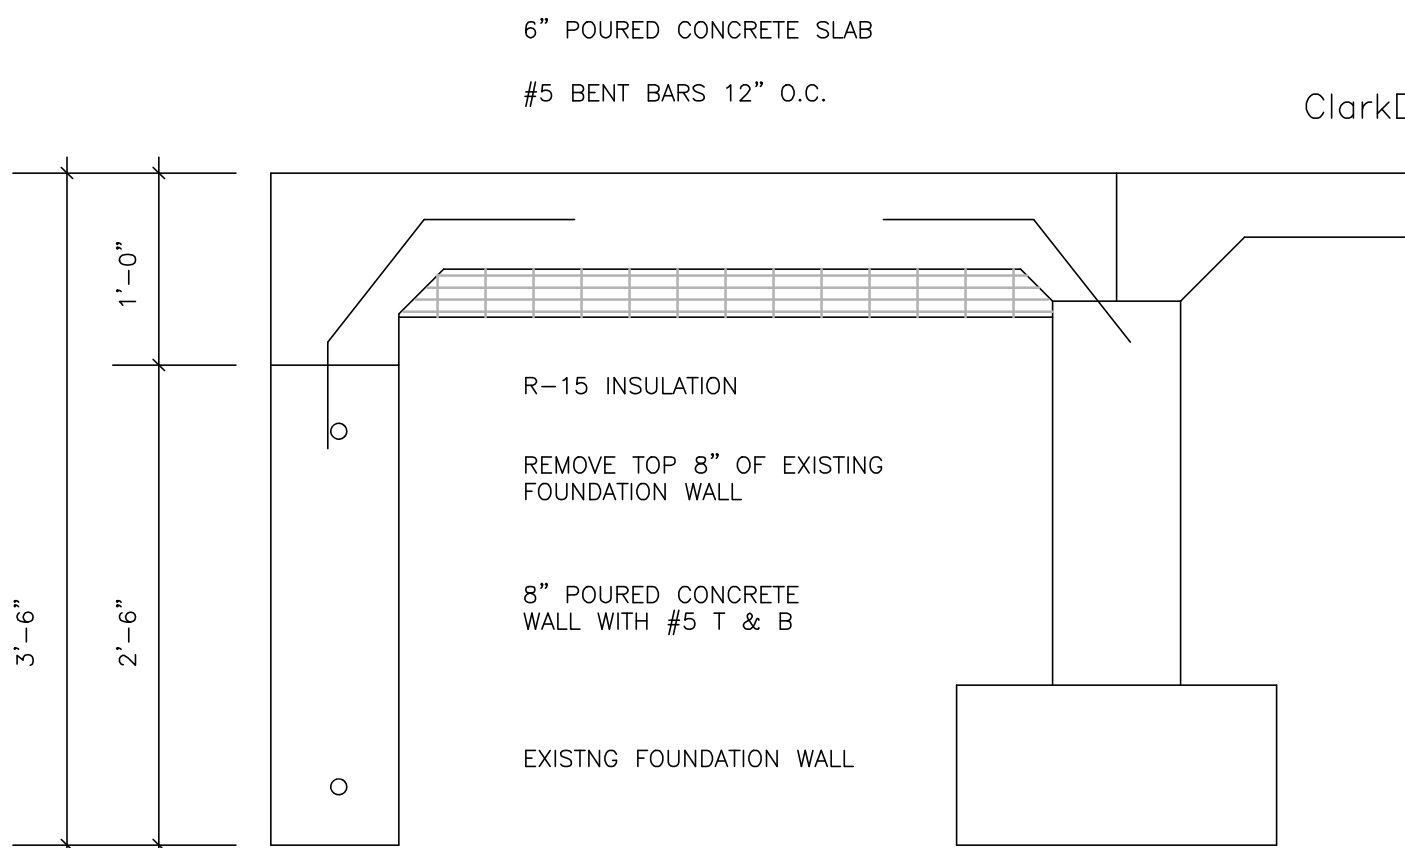 6” POURED CONCRETE SLAB
#5 BENT BARS 12” O.C.
ClarkD
1’-0”
R-15 INSULATION
REMOVE TOP 8” OF EXISTING
FOUNDATION WALL
3’-6”
2’-6”
8” POURED CONCRETE
WALL WITH #5 T & B
EXISTNG FOUNDATION WALL